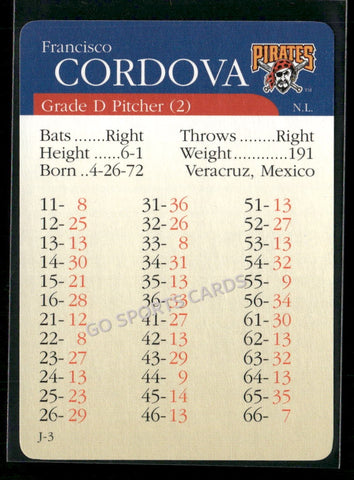 Francisco
CORDOVA
PIRATES
Grade D Pitcher (2)
N.L.
Bats .......Right Throws .......Right
Height ......6-1 Weight...........191
Born ..4-26-72 Veracruz, Mexico
11- 8 31-36 51-13
12-25 26- 9 52-27
13-13 33- 8 53-13
14-30 34-31 54-32
15-21 35-13 55- 9
16-28 36-13 56-34
21-12 41-27 61-30
22- 8 42-13 62-13
23-27 43-29 63-32
24-13 44- 9 64-13
25-23 45-14 65-35
26-29 46-13 66- 7
J-3
GO SPORTS CARDS